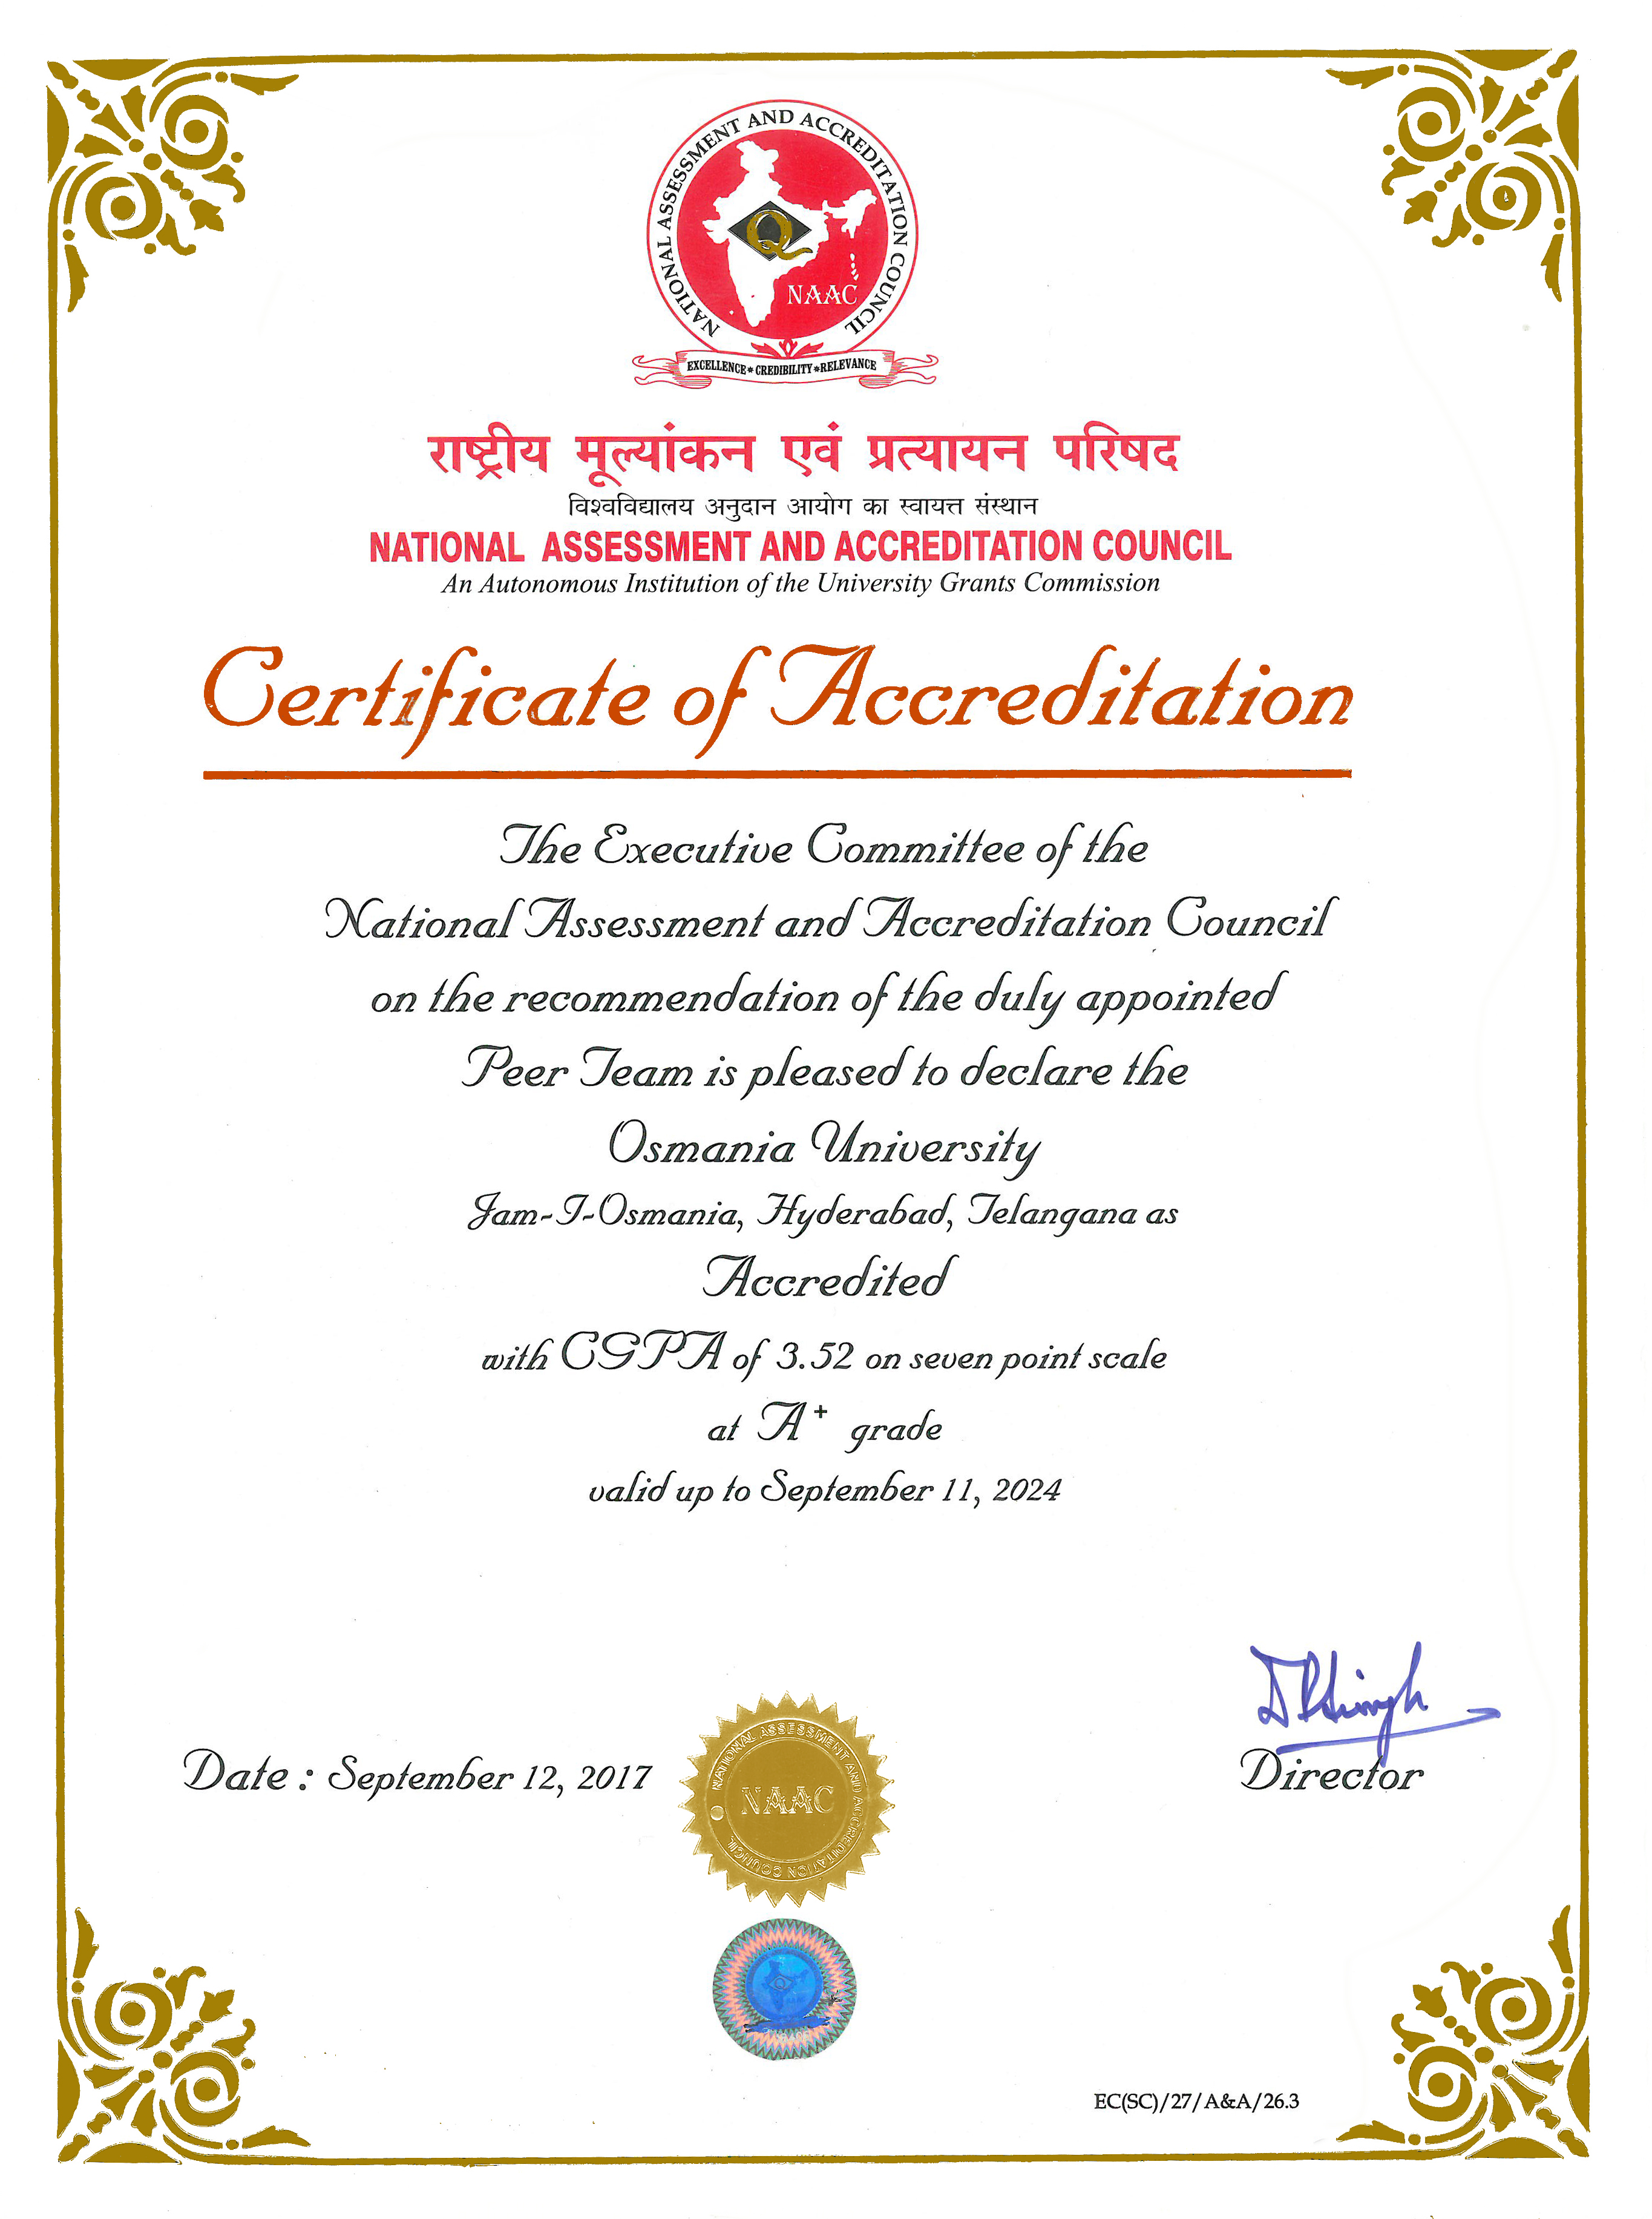 NATIONAL ASSESSMENT AND ACCREDITATION COUNCIL
Q
NAAC
EXCELLENCE * CREDIBILITY * RELEVANCE
राष्ट्रीय मूल्यांकन एवं प्रत्यायन परिषद
विश्वविद्यालय अनुदान आयोग का स्वायत्त संस्थान
NATIONAL ASSESSMENT AND ACCREDITATION COUNCIL
An Autonomous Institution of the University Grants Commission
Certificate of Accreditation
The Executive Committee of the
National Assessment and Accreditation Council
on the recommendation of the duly appointed
Peer Team is pleased to declare the
Osmania University
Jam-I-Osmania, Hyderabad, Telangana as
Accredited
with CGPA of 3.52 on seven point scale
at A+ grade
valid up to September 11, 2024
DPSingh
Date : September 12, 2017
Director
NATIONAL ASSESSMENT AND ACCREDITATION COUNCIL
NAAC
EC(SC)/27/A&A/26.3